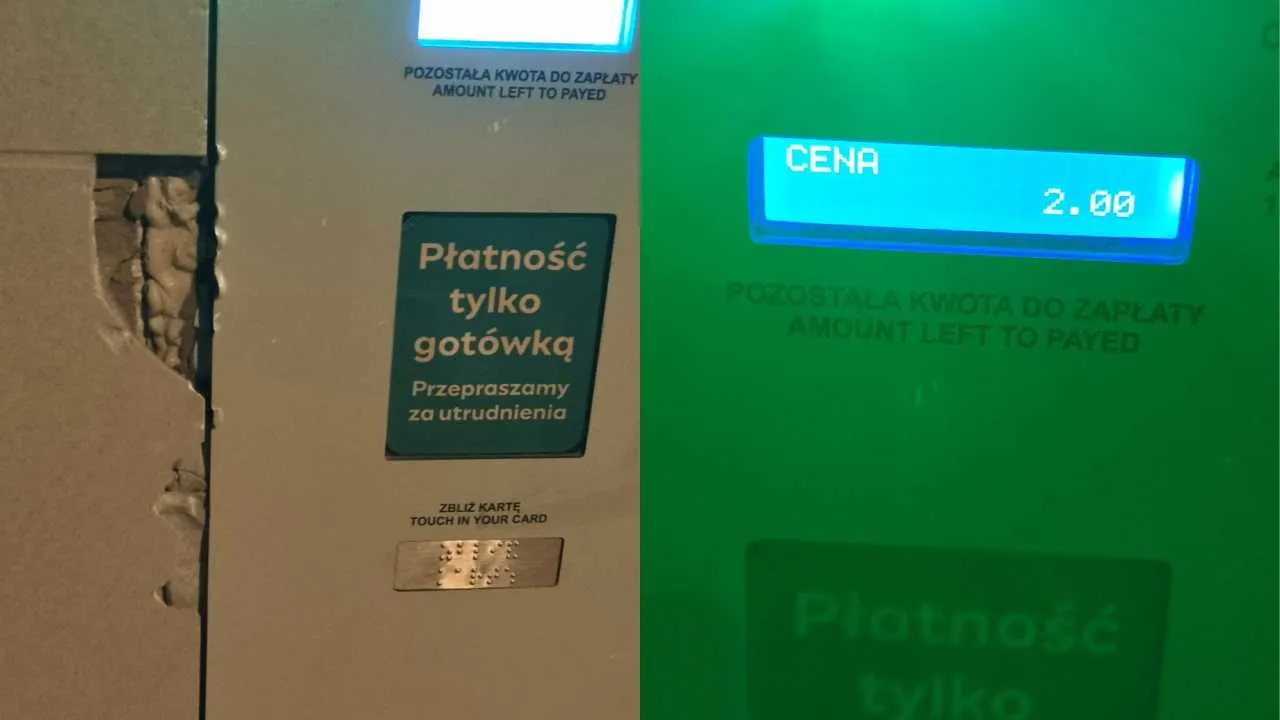 POZOSTAŁA KWOTA DO ZAPŁATY
AMOUNT LEFT TO PAYED
Płatność
tylko
gotówką
Przepraszamy
za utrudnienia
ZBLIŻ KARTĘ
TOUCH IN YOUR CARD
CENA
2.00
POZOSTAŁA KWOTA DO ZAPŁATY
AMOUNT LEFT TO PAYED
Płatność
tylko